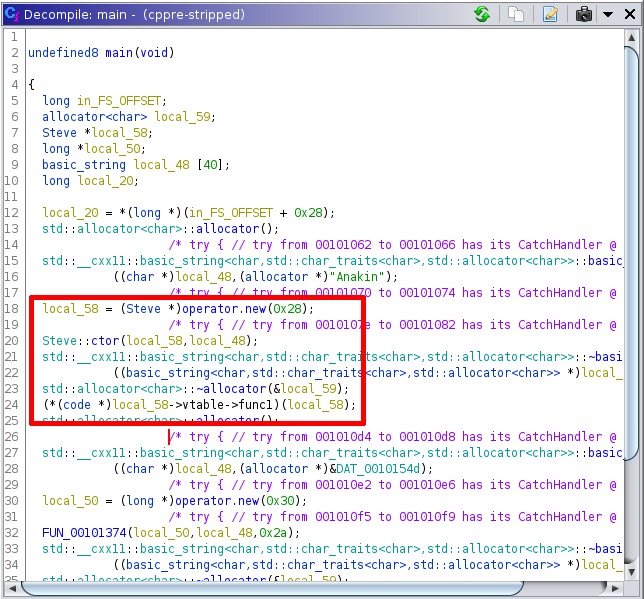 Decompile: main - (cppre-stripped)
1
2 undefined8 main(void)
3
4 {
5 long in_FS_OFFSET;
6 allocator<char> local_59;
7 Steve *local_58;
8 long *local_50;
9 basic_string local_48 [40];
10 long local_20;
11
12 local_20 = *(long *)(in_FS_OFFSET + 0x28);
13 std::allocator<char>::allocator();
14 /* try { // try from 00101062 to 00101066 has its CatchHandler @
15 std::__cxx11::basic_string<char,std::char_traits<char>,std::allocator<char>>::basic_
16 ((char *)local_48,(allocator *)"Anakin");
17 /* try { // try from 00101070 to 00101074 has its CatchHandler @
18 local_58 = (Steve *)operator.new(0x28);
19 /* try { // try from 0010107e to 00101082 has its CatchHandler @
20 Steve::ctor(local_58,local_48);
21 std::__cxx11::basic_string<char,std::char_traits<char>,std::allocator<char>>::~basi
22 ((basic_string<char,std::char_traits<char>,std::allocator<char>> *)local_
23 std::allocator<char>::~allocator(&local_59);
24 (*(code *)local_58->vtable->func1)(local_58);
25 std::allocator<char>::allocator();
26 /* try { // try from 001010d4 to 001010d8 has its CatchHandler @
27 std::__cxx11::basic_string<char,std::char_traits<char>,std::allocator<char>>::basic_
28 ((char *)local_48,(allocator *)&DAT_0010154d);
29 /* try { // try from 001010e2 to 001010e6 has its CatchHandler @
30 local_50 = (long *)operator.new(0x30);
31 /* try { // try from 001010f5 to 001010f9 has its CatchHandler @
32 FUN_00101374(local_50,local_48,0x2a);
33 std::__cxx11::basic_string<char,std::char_traits<char>,std::allocator<char>>::~basi
34 ((basic_string<char,std::char_traits<char>,std::allocator<char>> *)local_
35 std::allocator<char>::~allocator(&local_59);